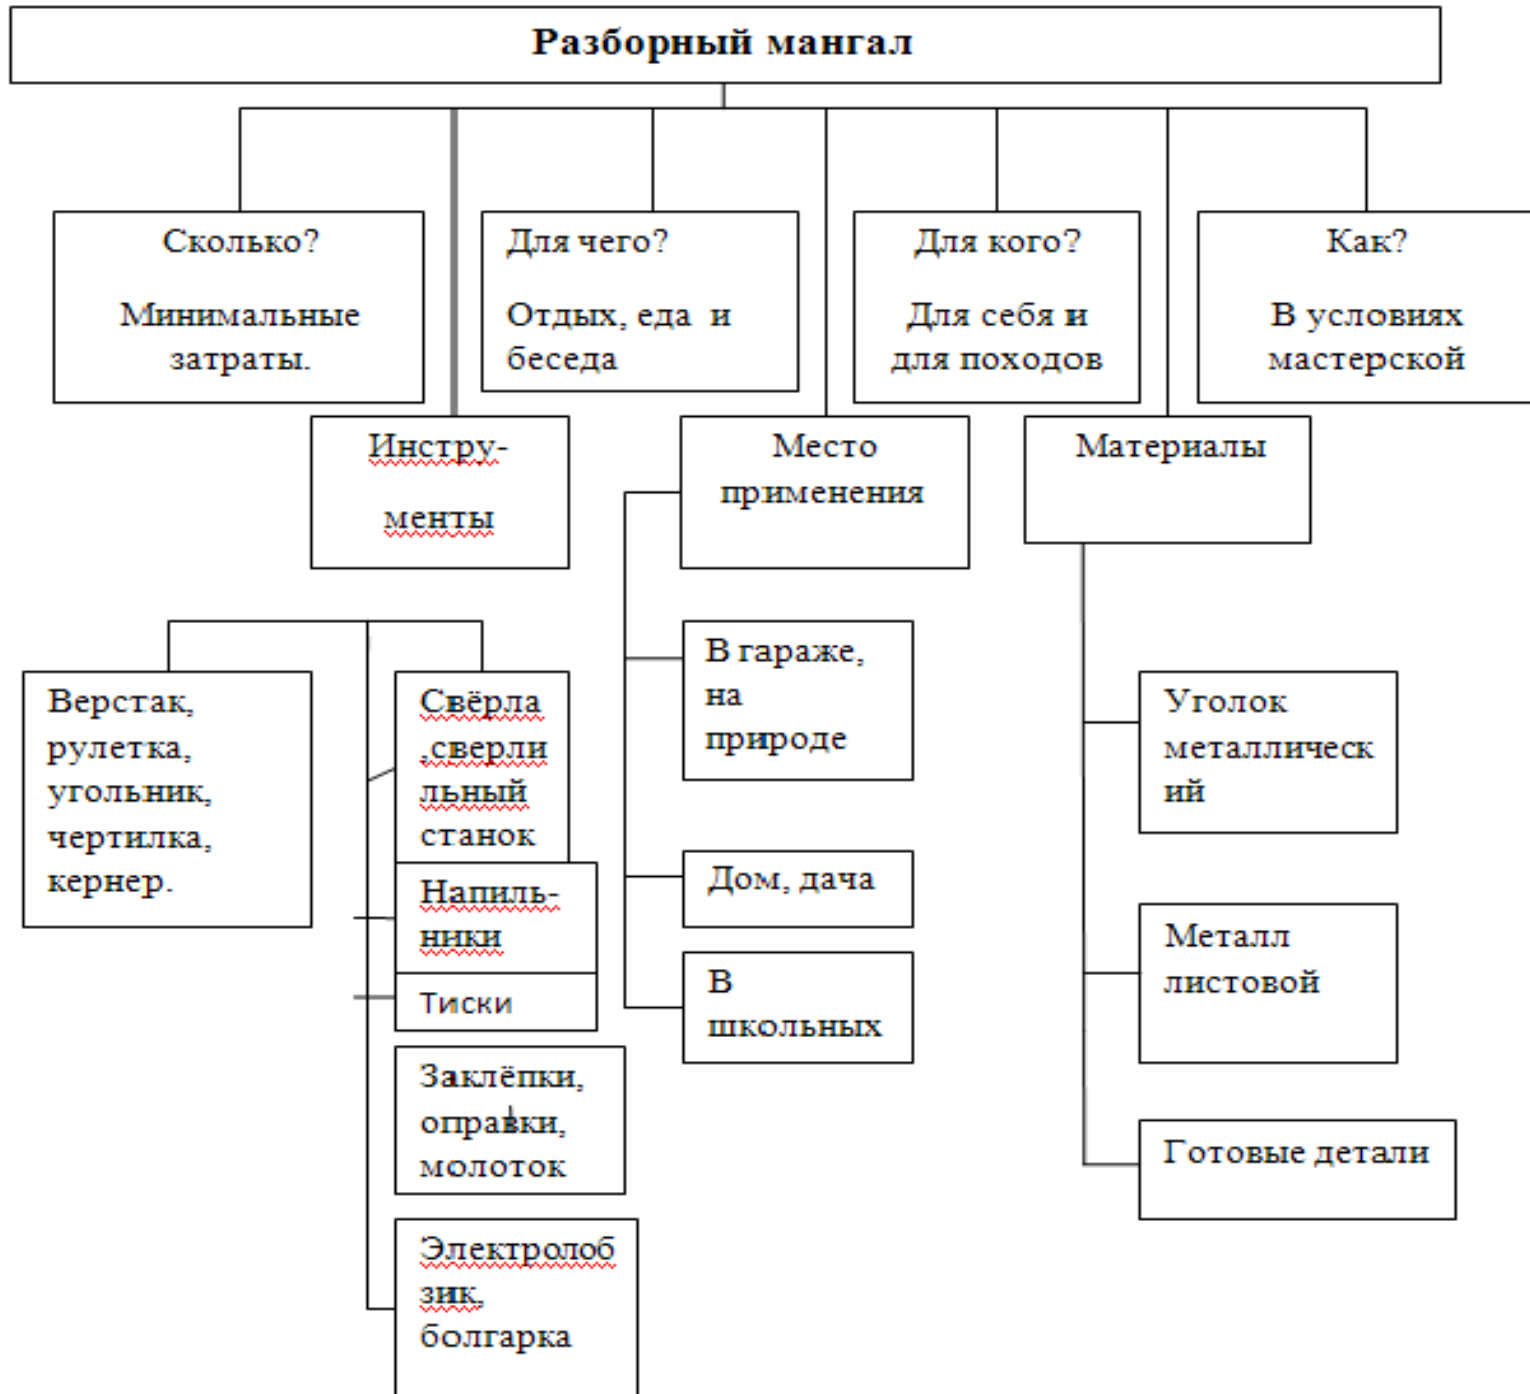 Разборный мангал
Сколько?
Минимальные
затраты.
Для чего?
Отдых, еда и
беседа
Для кого?
Для себя и
для походов
Как?
В условиях
мастерской
Инстру-
менты
Место
применения
Материалы
Верстак,
рулетка,
угольник,
чертилка,
кернер.
Свёрла
,сверли
льный
станок
Напиль-
ники
Тиски
Заклёпки,
оправки,
молоток
Электролоб
зик,
болгарка
В гараже,
на
природе
Дом, дача
В
школьных
Уголок
металлическ
ий
Металл
листовой
Готовые детали